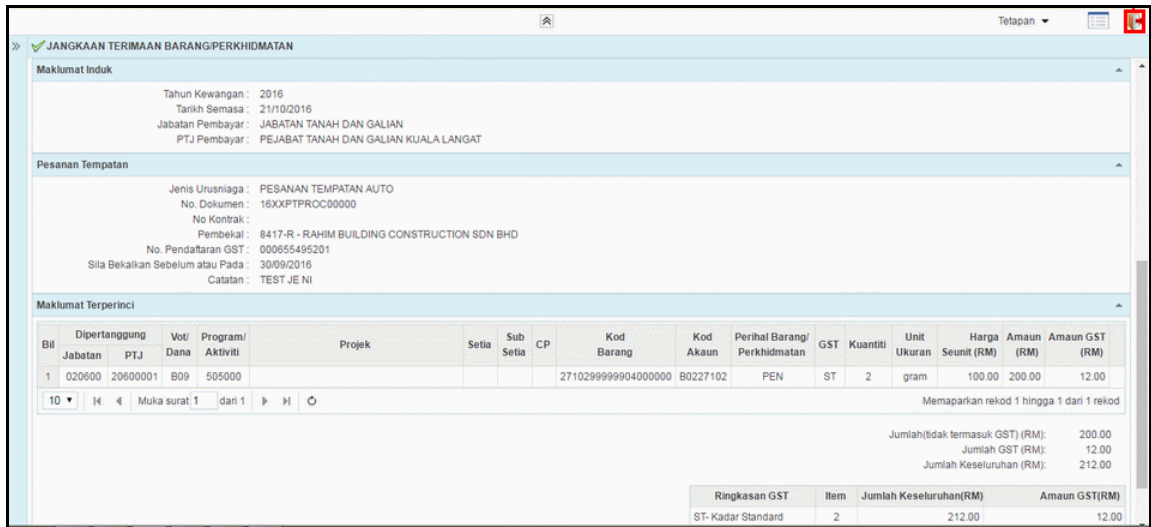 Tetapan
JANGKAAN TERIMAAN BARANG/PERKHIDMATAN
Maklumat Induk
Tahun Kewangan : 2016
Tarikh Semasa : 21/10/2016
Jabatan Pembayar : JABATAN TANAH DAN GALIAN
PTJ Pembayar : PEJABAT TANAH DAN GALIAN KUALA LANGAT
Pesanan Tempatan
Jenis Urusniaga : PESANAN TEMPATAN AUTO
No. Dokumen : 16XXPTPROC00000
No Kontrak :
Pembekal : 8417-R - RAHIM BUILDING CONSTRUCTION SDN BHD
No. Pendaftaran GST : 000655495201
Sila Bekalkan Sebelum atau Pada : 30/09/2016
Catatan : TEST JE NI
Maklumat Terperinci
Bil Dipertanggung Jabatan PTJ Vot/ Dana Program/ Aktiviti Projek Setia Sub Setia CP Kod Barang Kod Akaun Perihal Barang/ Perkhidmatan GST Kuantiti Unit Ukuran Harga Seunit (RM) Amaun (RM) Amaun GST (RM)
1 020600 20600001 B09 505000 2710299999904000000 B0227102 PEN ST 2 gram 100.00 200.00 12.00
10 Muka surat 1 dari 1 Memaparkan rekod 1 hingga 1 dari 1 rekod
Jumlah(tidak termasuk GST) (RM): 200.00
Jumlah GST (RM): 12.00
Jumlah Keseluruhan (RM): 212.00
Ringkasan GST Item Jumlah Keseluruhan(RM) Amaun GST(RM)
ST- Kadar Standard 2 212.00 12.00